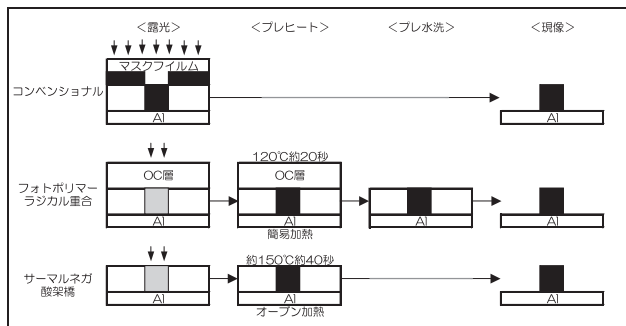 ＜露光＞ ＜プレヒート＞ ＜プレ水洗＞ ＜現像＞
マスクフイルム
コンベンショナル
Al Al
120℃約20秒
OC層 OC層
フォトポリマー
ラジカル重合
Al Al Al Al
簡易加熱
約150℃約40秒
サーマルネガ
酸架橋
Al Al Al
オーブン加熱